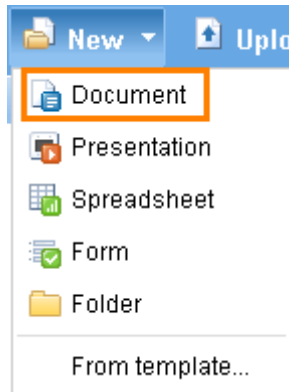 New Uplo
Document
Presentation
Spreadsheet
Form
Folder
From template...